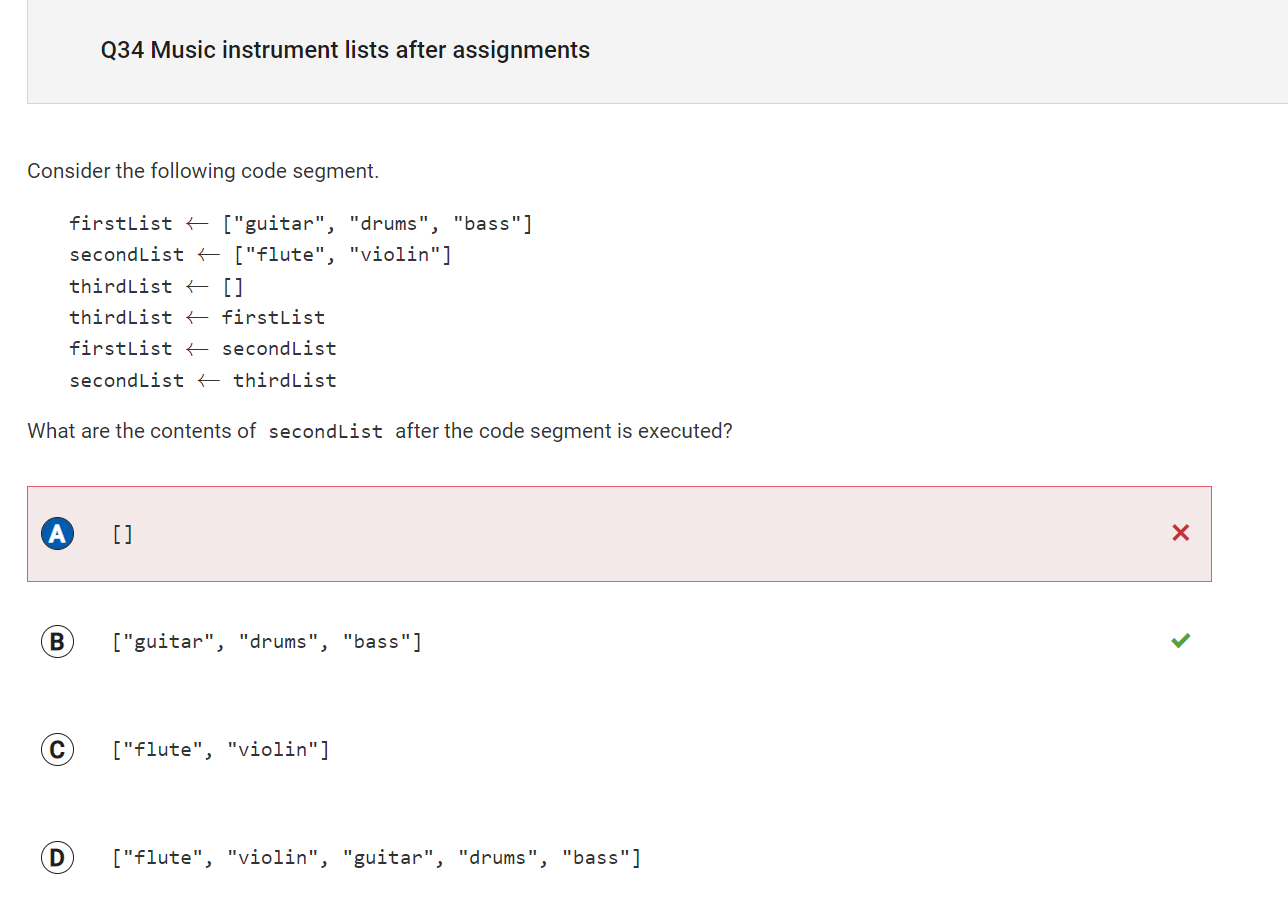 Q34 Music instrument lists after assignments
Consider the following code segment.
firstList ← ["guitar", "drums", "bass"]
secondList ← ["flute", "violin"]
thirdList ← []
thirdList ← firstList
firstList ← secondList
secondList ← thirdList
What are the contents of secondList after the code segment is executed?
A []
B ["guitar", "drums", "bass"]
C ["flute", "violin"]
D ["flute", "violin", "guitar", "drums", "bass"]